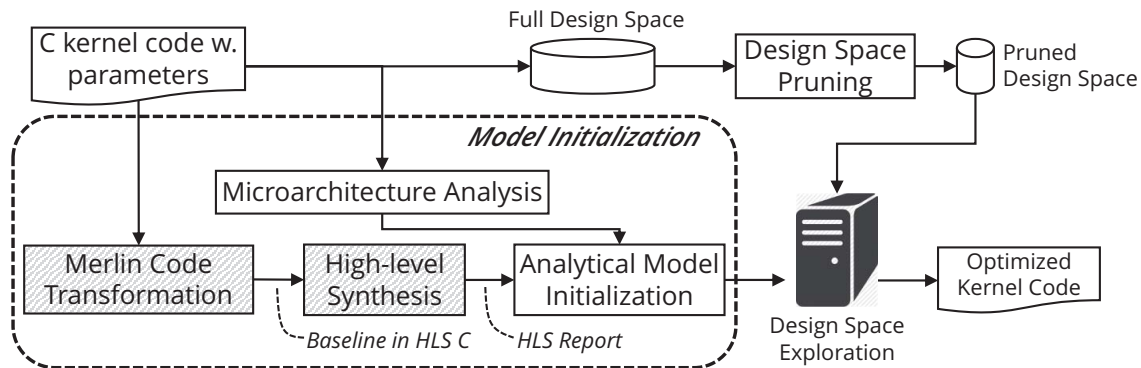 C kernel code w.
parameters
Full Design Space
Design Space
Pruning
Pruned
Design Space
Model Initialization
Microarchitecture Analysis
Merlin Code
Transformation
High-level
Synthesis
Analytical Model
Initialization
Baseline in HLS C
HLS Report
Design Space
Exploration
Optimized
Kernel Code